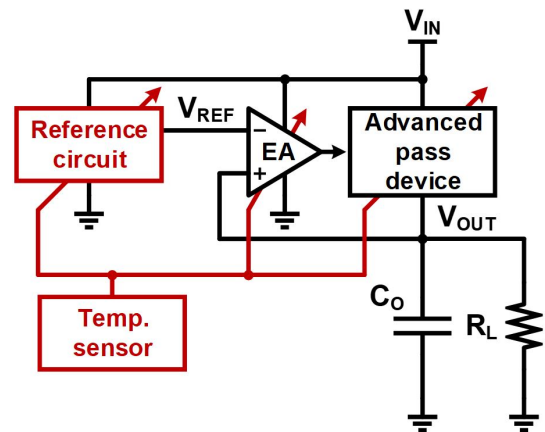 V_IN
V_REF
Reference
circuit
−
EA
+
Advanced
pass
device
V_OUT
Temp.
sensor
C_O
R_L